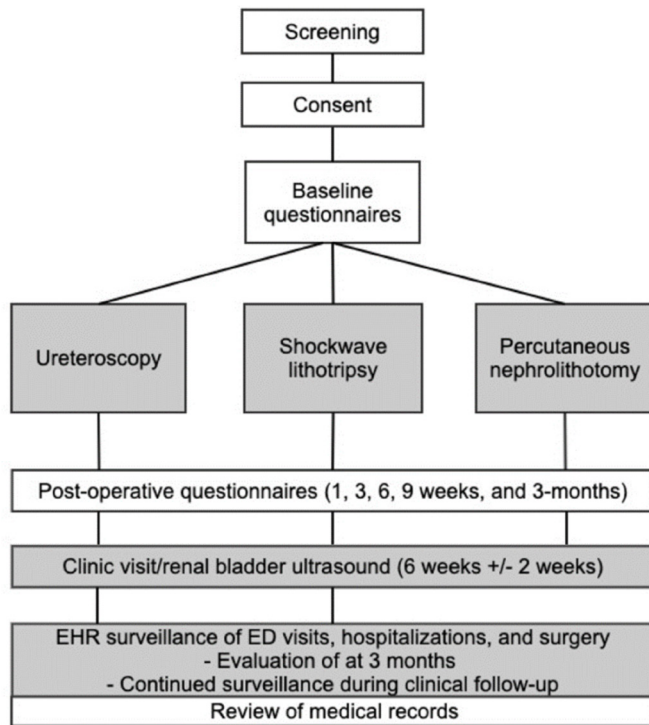 Screening
Consent
Baseline
questionnaires
Ureteroscopy
Shockwave
lithotripsy
Percutaneous
nephrolithotomy
Post-operative questionnaires (1, 3, 6, 9 weeks, and 3-months)
Clinic visit/renal bladder ultrasound (6 weeks +/- 2 weeks)
EHR surveillance of ED visits, hospitalizations, and surgery
- Evaluation of at 3 months
- Continued surveillance during clinical follow-up
Review of medical records